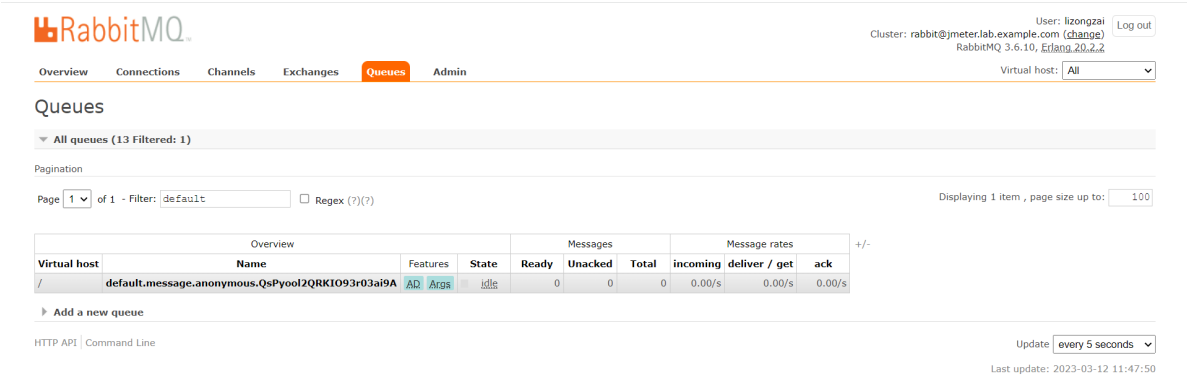 RabbitMQ
User: lizongzai
Log out
Cluster: rabbit@jmeter.lab.example.com (change)
RabbitMQ 3.6.10, Erlang 20.2.2
Overview Connections Channels Exchanges Queues Admin
Virtual host: All
Queues
All queues (13 Filtered: 1)
Pagination
Page 1 of 1 - Filter: default Regex (?)(?)
Displaying 1 item , page size up to: 100
Overview Messages Message rates +/-
Virtual host Name Features State Ready Unacked Total incoming deliver / get ack
/ default.message.anonymous.QsPyool2QRKIO93r03ai9A AD Args idle 0 0 0 0.00/s 0.00/s 0.00/s
Add a new queue
HTTP API Command Line
Update every 5 seconds
Last update: 2023-03-12 11:47:50